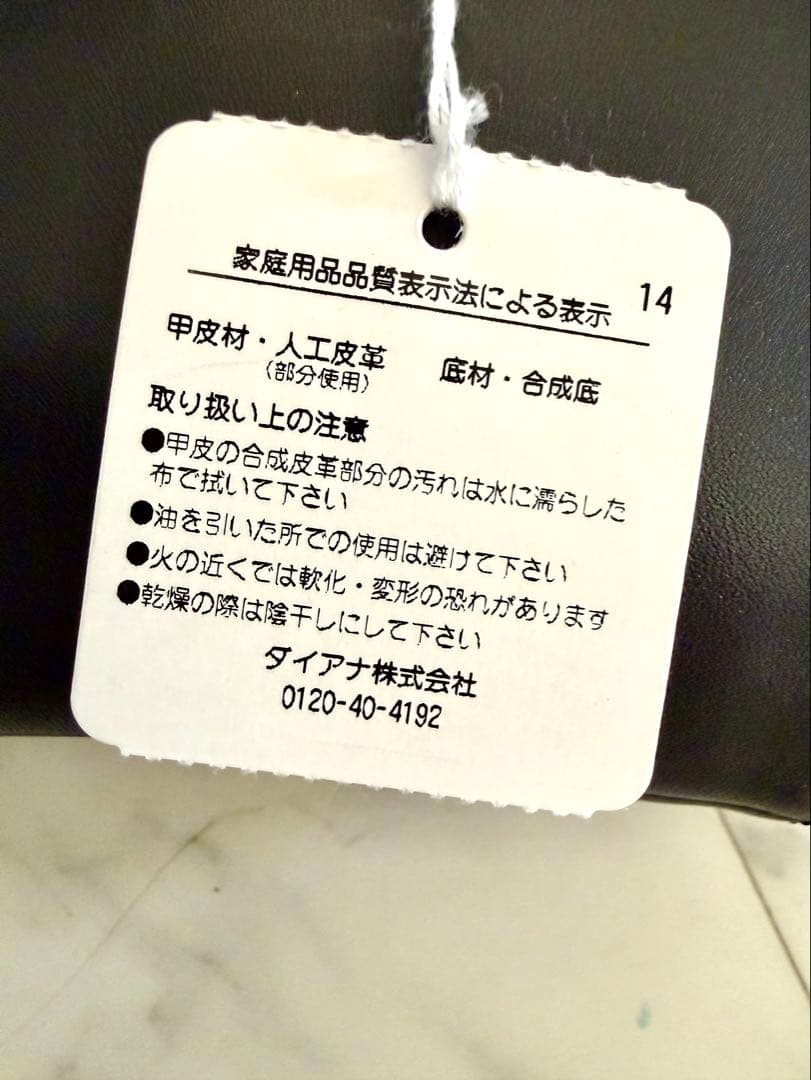 家庭用品品質表示法による表示 14
甲皮材・人工皮革 底材・合成底
(部分使用)
取り扱い上の注意
●甲皮の合成皮革部分の汚れは水に濡らした
布で拭いて下さい
●油を引いた所での使用は避けて下さい
●火の近くでは軟化・変形の恐れがあります
●乾燥の際は陰干しにして下さい
ダイアナ株式会社
0120-40-4192